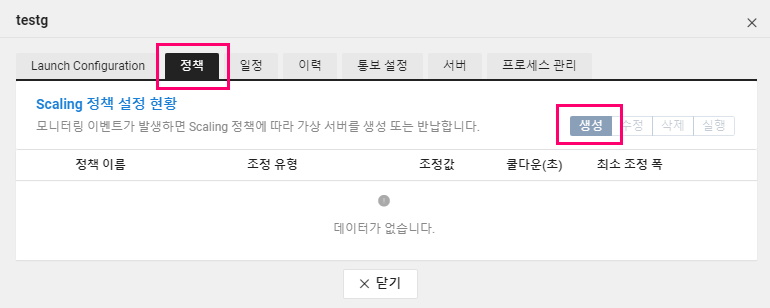 testg
Launch Configuration 정책 일정 이력 통보 설정 서버 프로세스 관리
Scaling 정책 설정 현황
모니터링 이벤트가 발생하면 Scaling 정책에 따라 가상 서버를 생성 또는 반납합니다.
생성 수정 삭제 실행
정책 이름 조정 유형 조정값 쿨다운(초) 최소 조정 폭
데이터가 없습니다.
닫기